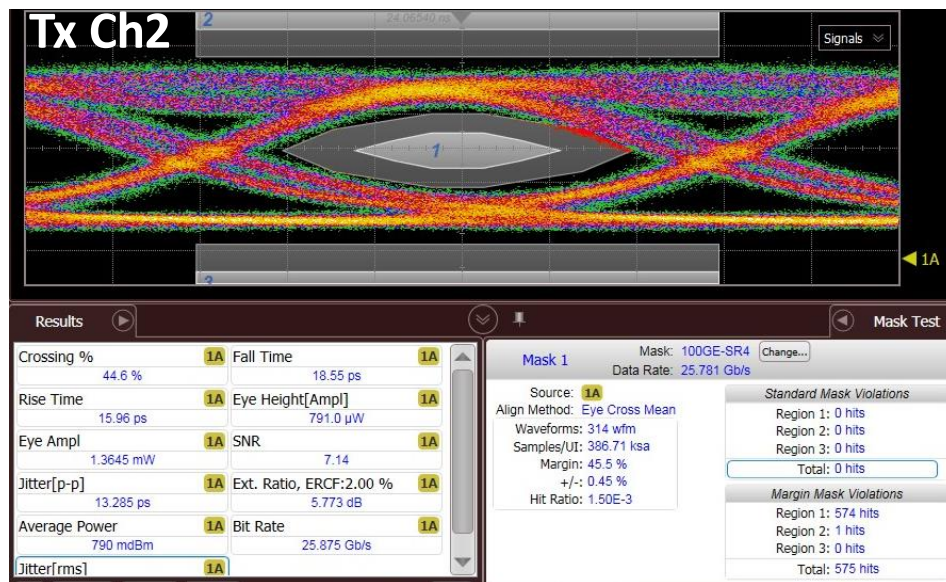 Tx Ch2
2
24.06540 ns
Signals
1
1A
3
Results
Mask Test
Crossing % 1A Fall Time 1A
44.6 % 18.55 ps
Rise Time 1A Eye Height[Ampl] 1A
15.96 ps 791.0 µW
Eye Ampl 1A SNR 1A
1.3645 mW 7.14
Jitter[p-p] 1A Ext. Ratio, ERCF:2.00 % 1A
13.285 ps 5.773 dB
Average Power 1A Bit Rate 1A
790 mdBm 25.875 Gb/s
Jitter[rms] 1A
Mask 1
Mask: 100GE-SR4 Change...
Data Rate: 25.781 Gb/s
Source: 1A
Align Method: Eye Cross Mean
Waveforms: 314 wfm
Samples/UI: 386.71 ksa
Margin: 45.5 %
+/-: 0.45 %
Hit Ratio: 1.50E-3
Standard Mask Violations
Region 1: 0 hits
Region 2: 0 hits
Region 3: 0 hits
Total: 0 hits
Margin Mask Violations
Region 1: 574 hits
Region 2: 1 hits
Region 3: 0 hits
Total: 575 hits